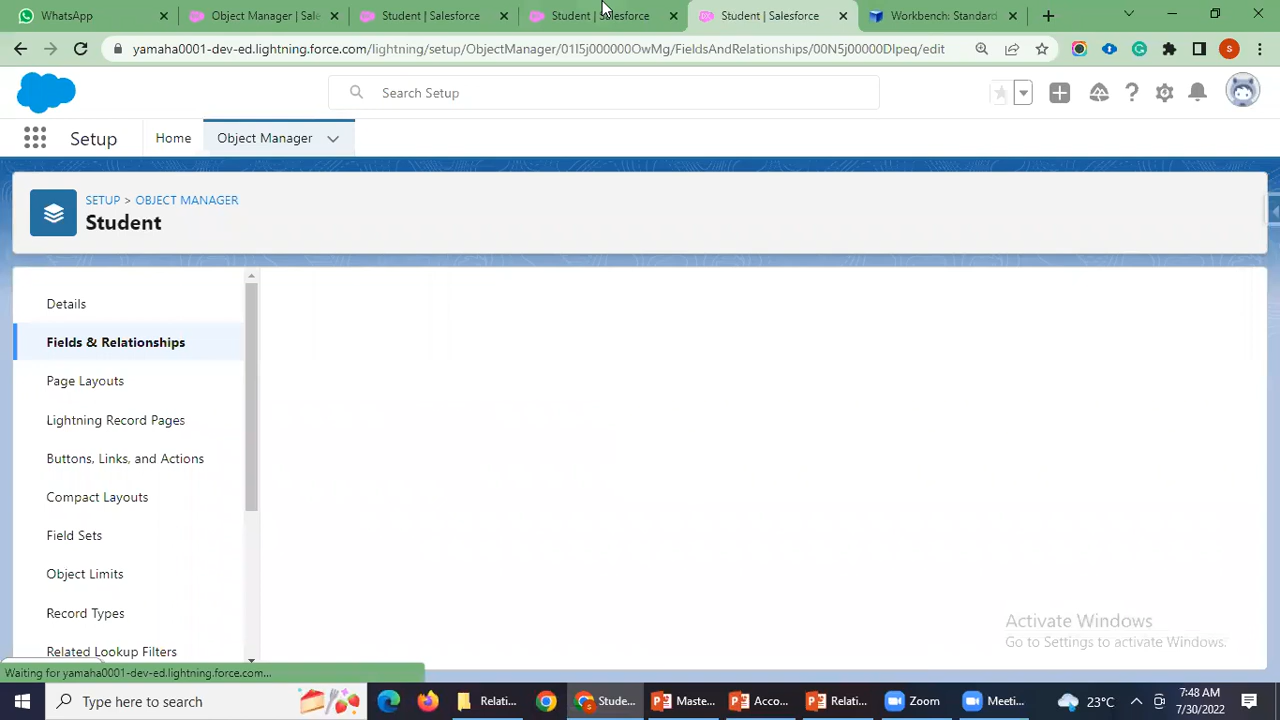 WhatsApp
Object Manager | Sale
Student | Salesforce
Student | Salesforce
Student | Salesforce
Workbench: Standard
yamaha0001-dev-ed.lightning.force.com/lightning/setup/ObjectManager/01I5j000000OwMg/FieldsAndRelationships/00N5j00000DIpeq/edit
S
Search Setup
Setup
Home
Object Manager
SETUP > OBJECT MANAGER
Student
Details
Fields & Relationships
Page Layouts
Lightning Record Pages
Buttons, Links, and Actions
Compact Layouts
Field Sets
Object Limits
Record Types
Related Lookup Filters
Activate Windows
Go to Settings to activate Windows.
Waiting for yamaha0001-dev-ed.lightning.force.com...
Type here to search
Relati...
Stude...
Maste...
Acco...
Relati...
Zoom
Meeti...
23°C
7:48 AM
7/30/2022